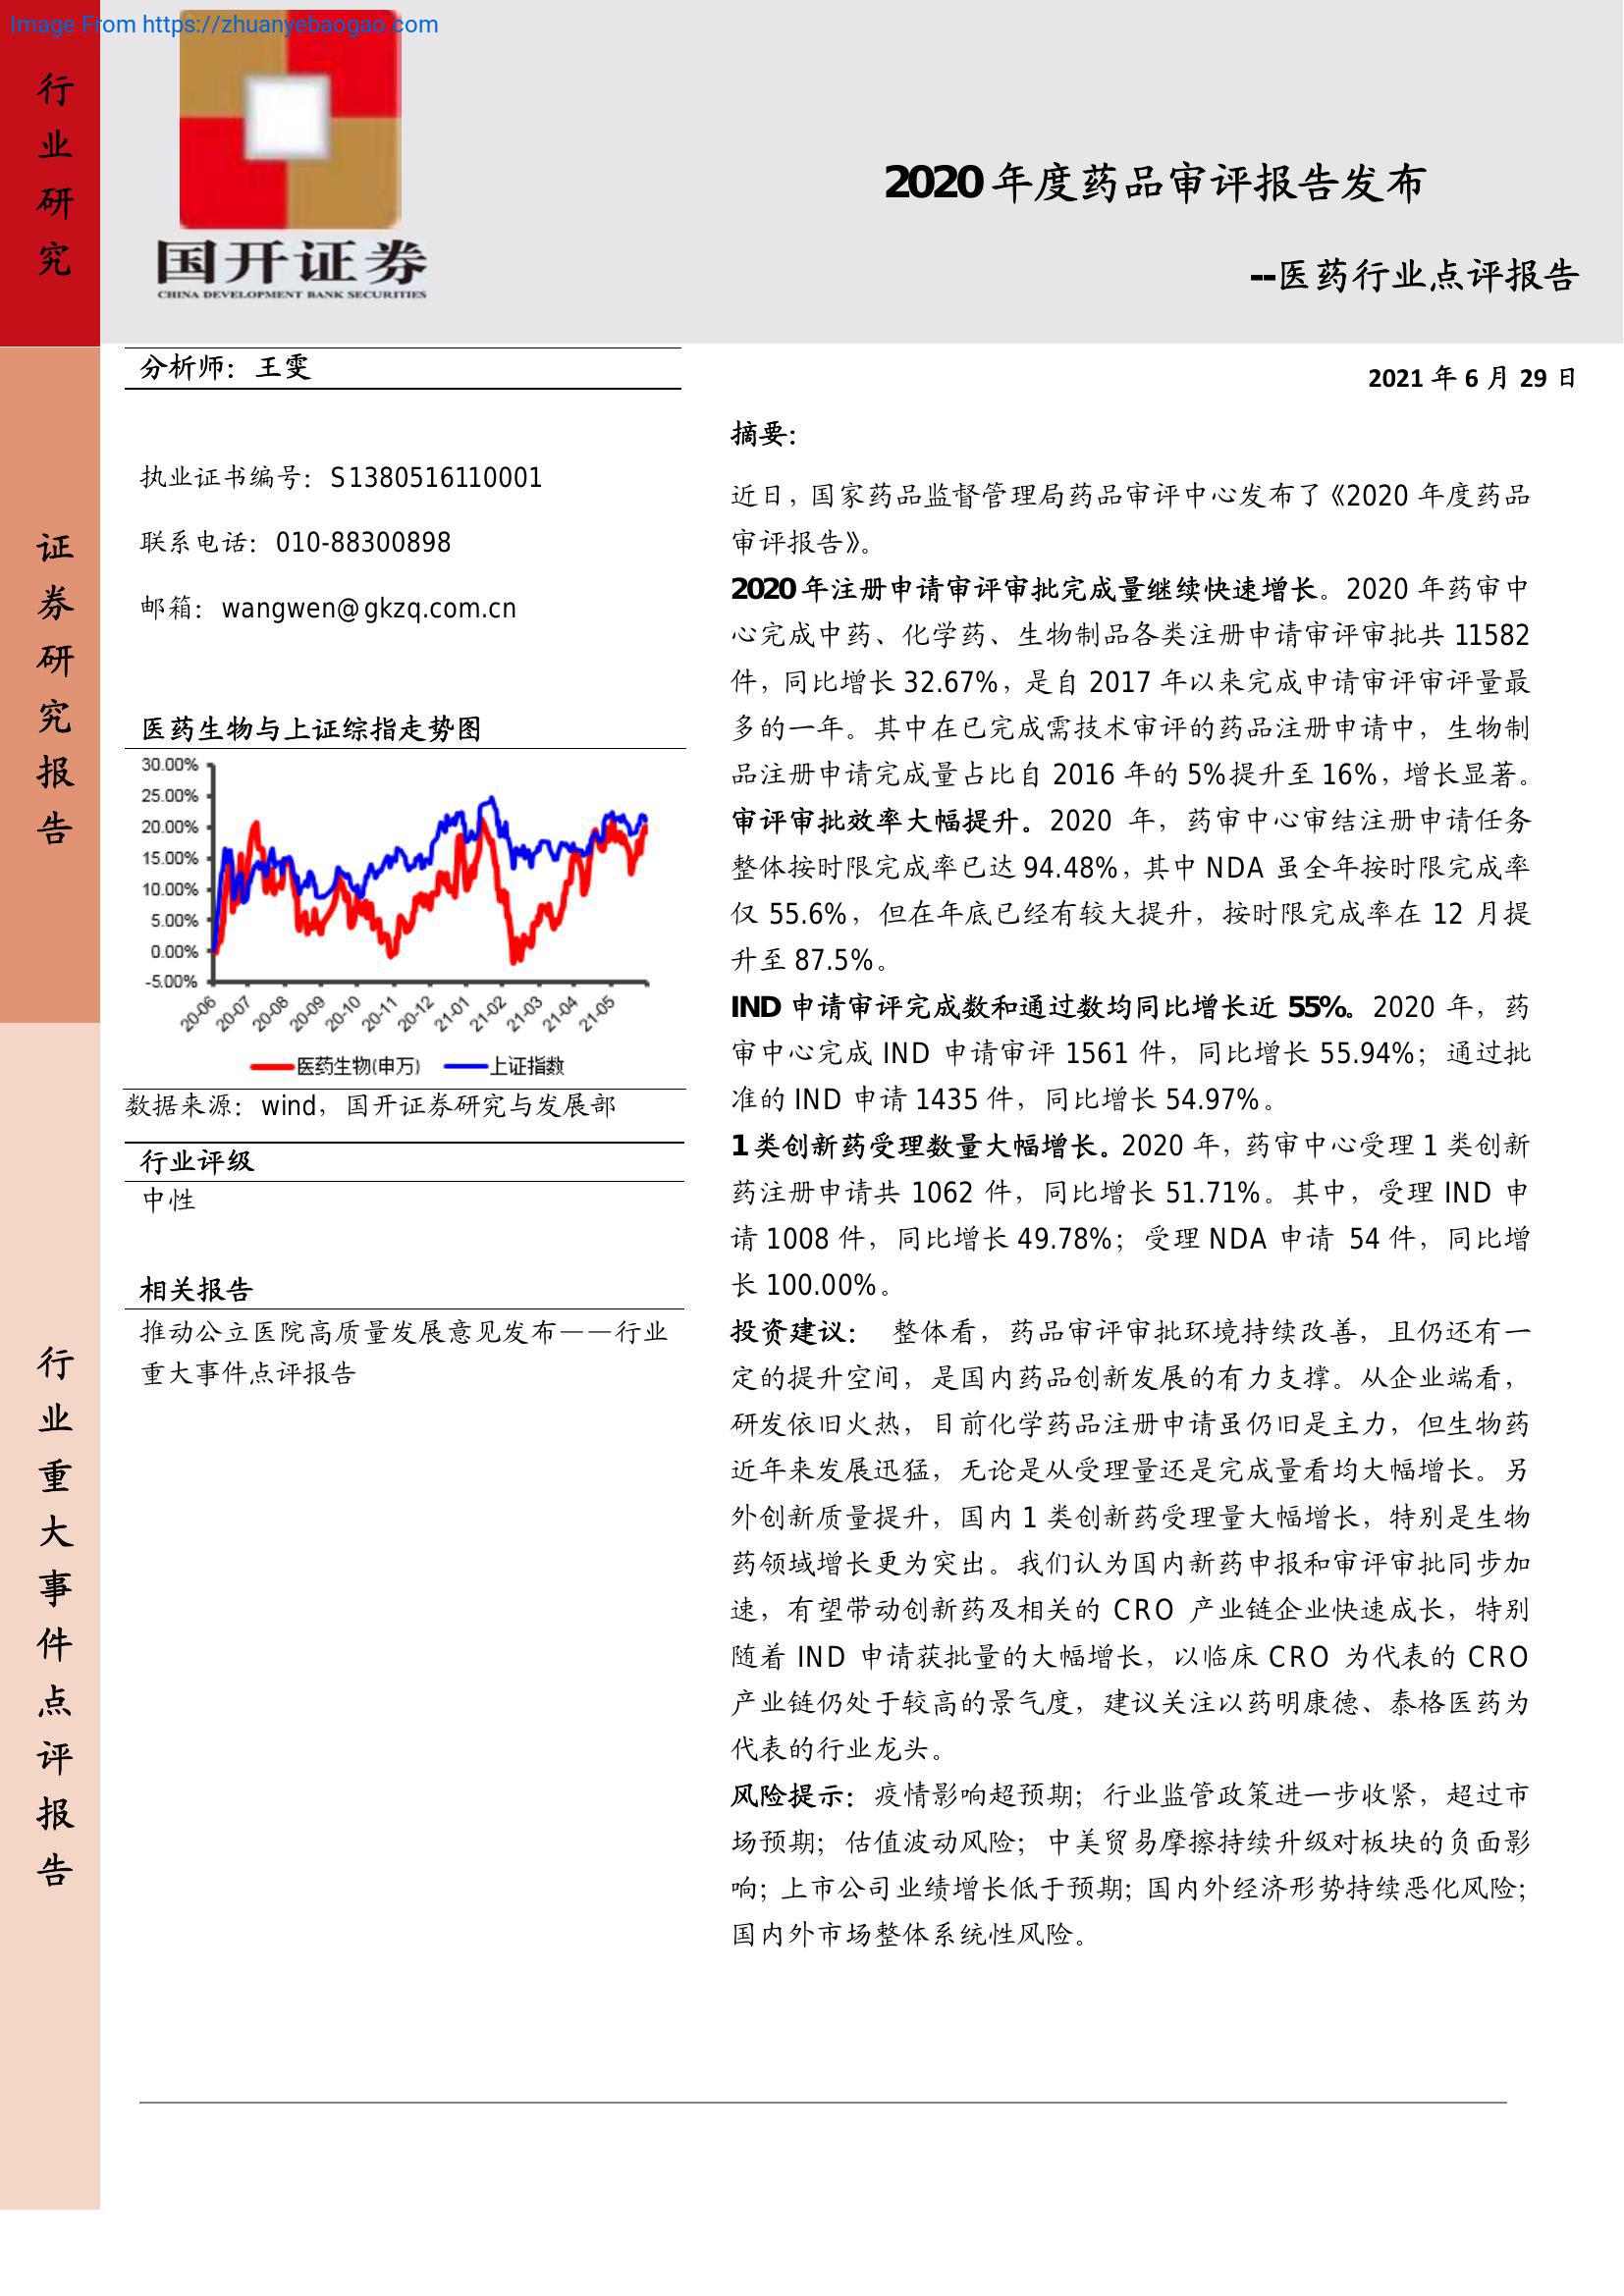 Image From https://zhuanyebaogao.com
行业研究
国开证券
CHINA DEVELOPMENT BANK SECURITIES
2020年度药品审评报告发布
--医药行业点评报告
证券研究报告
行业重大事件点评报告
分析师：王雯
执业证书编号：S1380516110001
联系电话：010-88300898
邮箱：wangwen@gkzq.com.cn
医药生物与上证综指走势图
30.00%
25.00%
20.00%
15.00%
10.00%
5.00%
0.00%
-5.00%
20-06 20-07 20-08 20-09 20-10 20-11 20-12 21-01 21-02 21-03 21-04 21-05
医药生物(申万) 上证指数
数据来源：wind，国开证券研究与发展部
行业评级
中性
相关报告
推动公立医院高质量发展意见发布——行业
重大事件点评报告
2021 年 6 月 29 日
摘要：
近日，国家药品监督管理局药品审评中心发布了《2020 年度药品
审评报告》。
2020年注册申请审评审批完成量继续快速增长。2020 年药审中
心完成中药、化学药、生物制品各类注册申请审评审批共 11582
件，同比增长 32.67%，是自 2017 年以来完成申请审评审评量最
多的一年。其中在已完成需技术审评的药品注册申请中，生物制
品注册申请完成量占比自 2016 年的 5%提升至 16%，增长显著。
审评审批效率大幅提升。2020 年，药审中心审结注册申请任务
整体按时限完成率已达 94.48%，其中 NDA 虽全年按时限完成率
仅 55.6%，但在年底已经有较大提升，按时限完成率在 12 月提
升至 87.5%。
IND 申请审评完成数和通过数均同比增长近 55%。2020 年，药
审中心完成 IND 申请审评 1561 件，同比增长 55.94%；通过批
准的 IND 申请 1435 件，同比增长 54.97%。
1 类创新药受理数量大幅增长。2020 年，药审中心受理 1 类创新
药注册申请共 1062 件，同比增长 51.71%。其中，受理 IND 申
请 1008 件，同比增长 49.78%；受理 NDA 申请 54 件，同比增
长 100.00%。
投资建议： 整体看，药品审评审批环境持续改善，且仍还有一
定的提升空间，是国内药品创新发展的有力支撑。从企业端看，
研发依旧火热，目前化学药品注册申请虽仍旧是主力，但生物药
近年来发展迅猛，无论是从受理量还是完成量看均大幅增长。另
外创新质量提升，国内 1 类创新药受理量大幅增长，特别是生物
药领域增长更为突出。我们认为国内新药申报和审评审批同步加
速，有望带动创新药及相关的 CRO 产业链企业快速成长，特别
随着 IND 申请获批量的大幅增长，以临床 CRO 为代表的 CRO
产业链仍处于较高的景气度，建议关注以药明康德、泰格医药为
代表的行业龙头。
风险提示：疫情影响超预期；行业监管政策进一步收紧，超过市
场预期；估值波动风险；中美贸易摩擦持续升级对板块的负面影
响；上市公司业绩增长低于预期；国内外经济形势持续恶化风险；
国内外市场整体系统性风险。